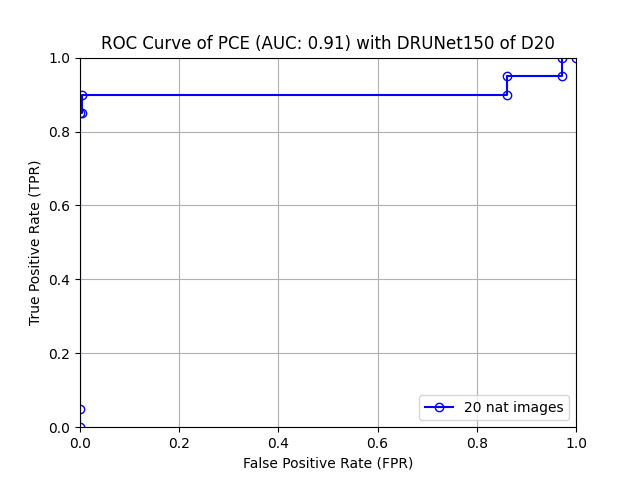 ROC Curve of PCE (AUC: 0.91) with DRUNet150 of D20
True Positive Rate (TPR)
1.0
0.8
0.6
0.4
0.2
0.0
20 nat images
0.0 0.2 0.4 0.6 0.8 1.0
False Positive Rate (FPR)